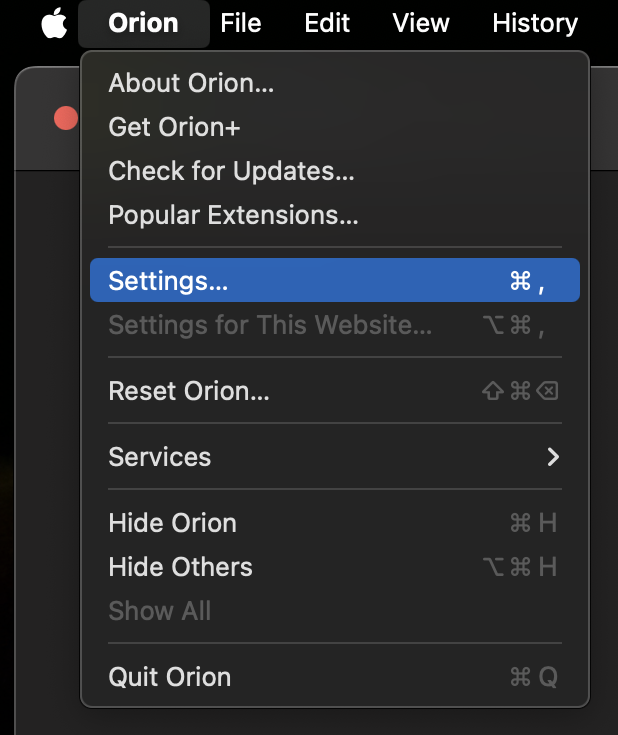 Orion File Edit View History
About Orion...
Get Orion+
Check for Updates...
Popular Extensions...
Settings... ⌘ ,
Settings for This Website... ⌥ ⌘ ,
Reset Orion... ⇧ ⌘ ⌫
Services
Hide Orion ⌘ H
Hide Others ⌥ ⌘ H
Show All
Quit Orion ⌘ Q